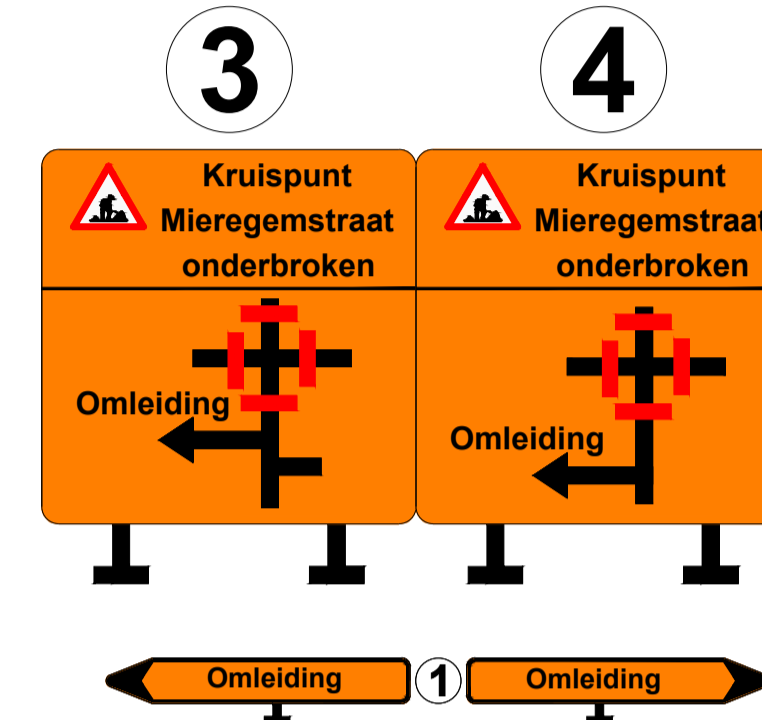 3
4
Kruispunt
Mieregemstraat
onderbroken
Omleiding
Kruispunt
Mieregemstraat
onderbroken
Omleiding
Omleiding
1
Omleiding